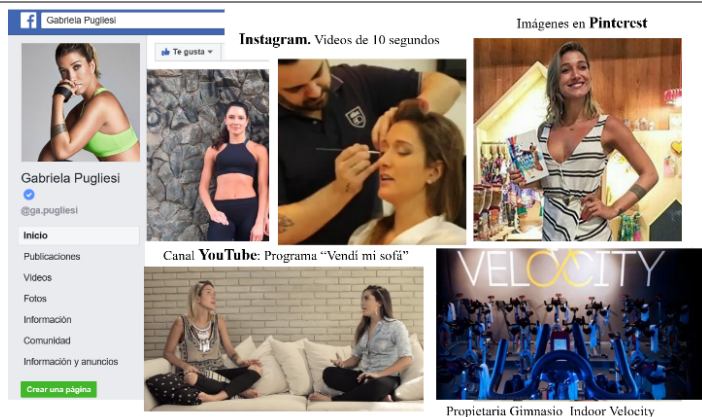 Gabriela Pugliesi
Te gusta
Instagram. Videos de 10 segundos
Imágenes en Pinterest
Gabriela Pugliesi
@ga.pugliesi
Inicio
Publicaciones
Videos
Fotos
Información
Comunidad
Información y anuncios
Crear una página
Canal YouTube: Programa “Vendí mi sofá”
VELOCITY
Propietaria Gimnasio Indoor Velocity